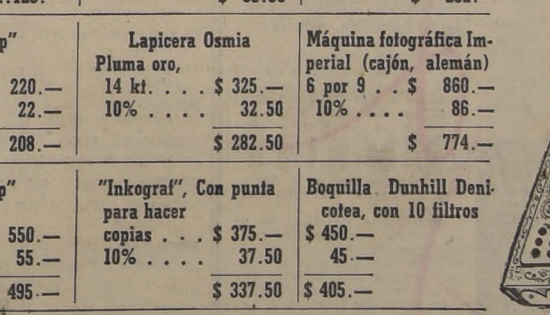 p"
220.—
22.—
208.—
Lapicera Osmia
Pluma oro,
14 kt. . . . . $ 325.—
10% . . . . 32.50
$ 282.50
Máquina fotográfica Im-
perial (cajón, alemán)
6 por 9 . . $ 860.—
10% . . . . 86.—
$ 774.—
p"
550.—
55.—
495.—
"Inkograf", Con punta
para hacer
copias . . . $ 375.—
10% . . . . 37.50
$ 337.50
Boquilla Dunhill Deni-
cotea, con 10 filtros
$ 450.—
45.—
$ 405.—